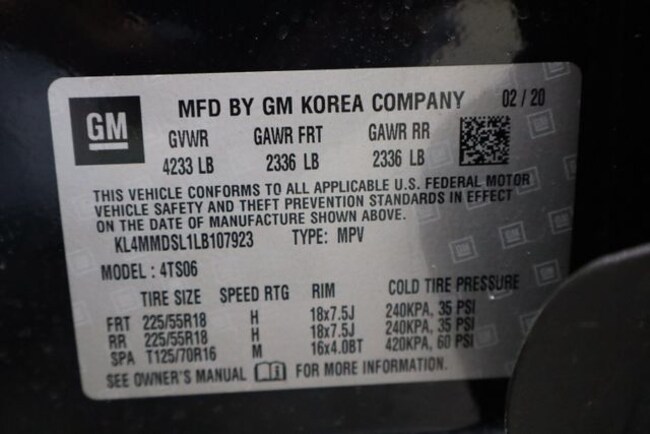 GM MFD BY GM KOREA COMPANY 02 / 20
GVWR GAWR FRT GAWR RR
4233 LB 2336 LB 2336 LB
THIS VEHICLE CONFORMS TO ALL APPLICABLE U.S. FEDERAL MOTOR
VEHICLE SAFETY AND THEFT PREVENTION STANDARDS IN EFFECT
ON THE DATE OF MANUFACTURE SHOWN ABOVE.
KL4MMDSL1LB107923 TYPE: MPV
MODEL : 4TS06
TIRE SIZE SPEED RTG RIM COLD TIRE PRESSURE
FRT 225/55R18 H 18x7.5J 240KPA, 35 PSI
RR 225/55R18 H 18x7.5J 240KPA, 35 PSI
SPA T125/70R16 M 16x4.0BT 420KPA, 60 PSI
SEE OWNER'S MANUAL FOR MORE INFORMATION.